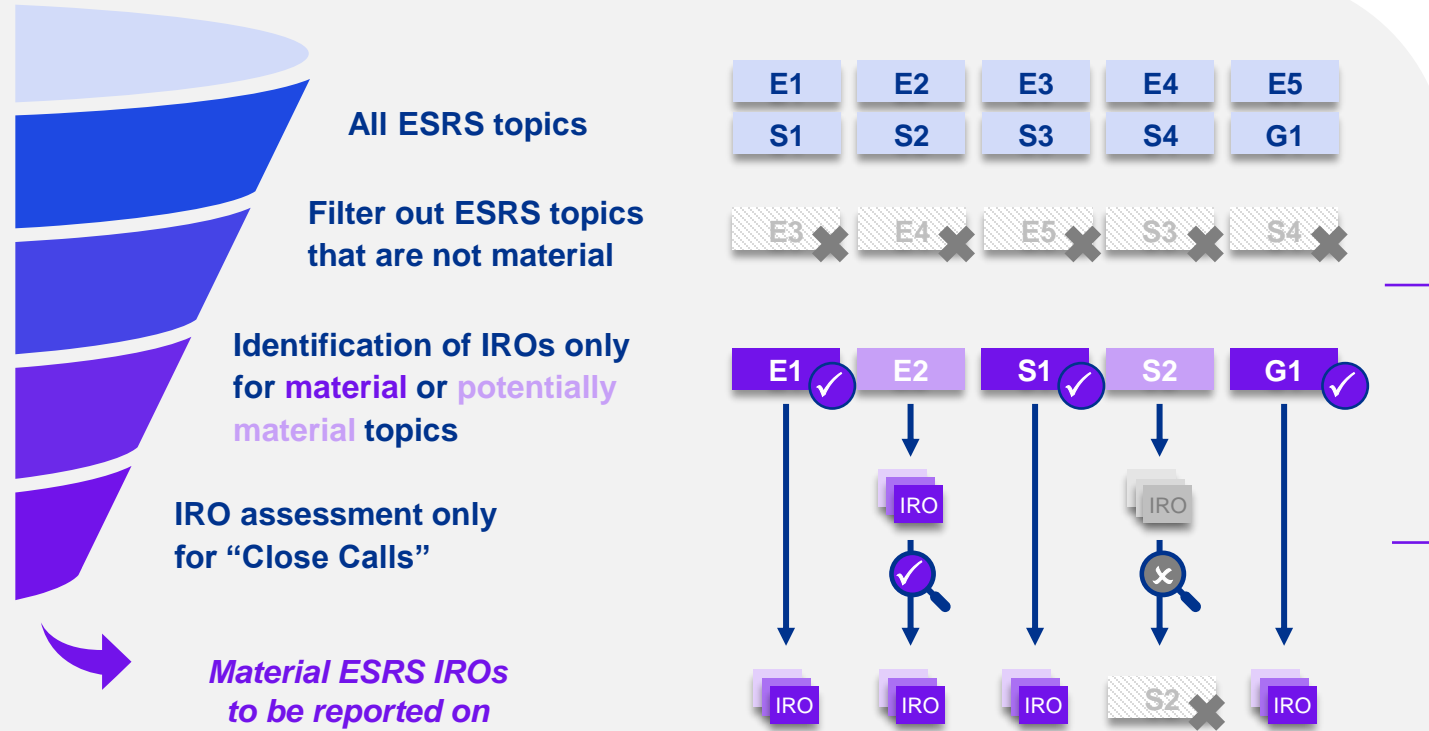 All ESRS topics
E1 E2 E3 E4 E5
S1 S2 S3 S4 G1
Filter out ESRS topics
that are not material
E3 E4 E5 S3 S4
Identification of IROs only
for material or potentially
material topics
E1 E2 S1 S2 G1
IRO IRO
IRO assessment only
for “Close Calls”
Material ESRS IROs
to be reported on
IRO IRO IRO S2 IRO